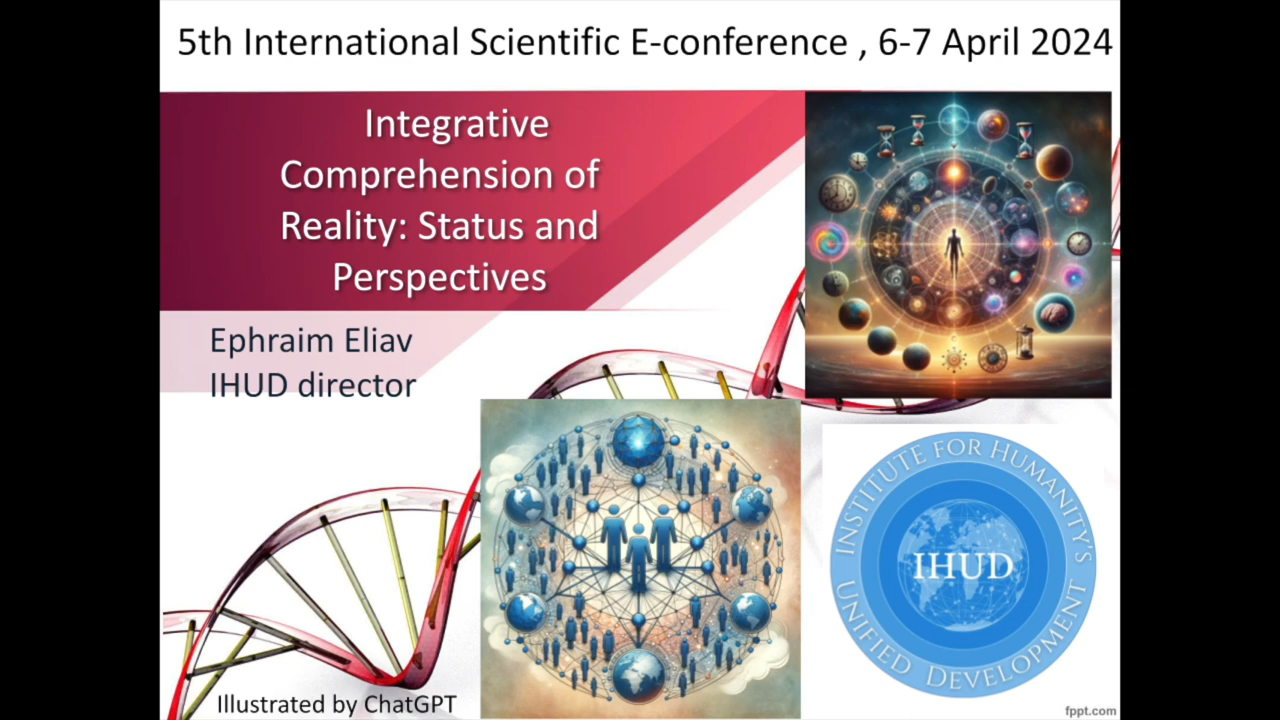 5th International Scientific E-conference , 6-7 April 2024
Integrative
Comprehension of
Reality: Status and
Perspectives
Ephraim Eliav
IHUD director
INSTITUTE FOR HUMANITY'S
IHUD
UNIFIED DEVELOPMENT
Illustrated by ChatGPT
fppt.com